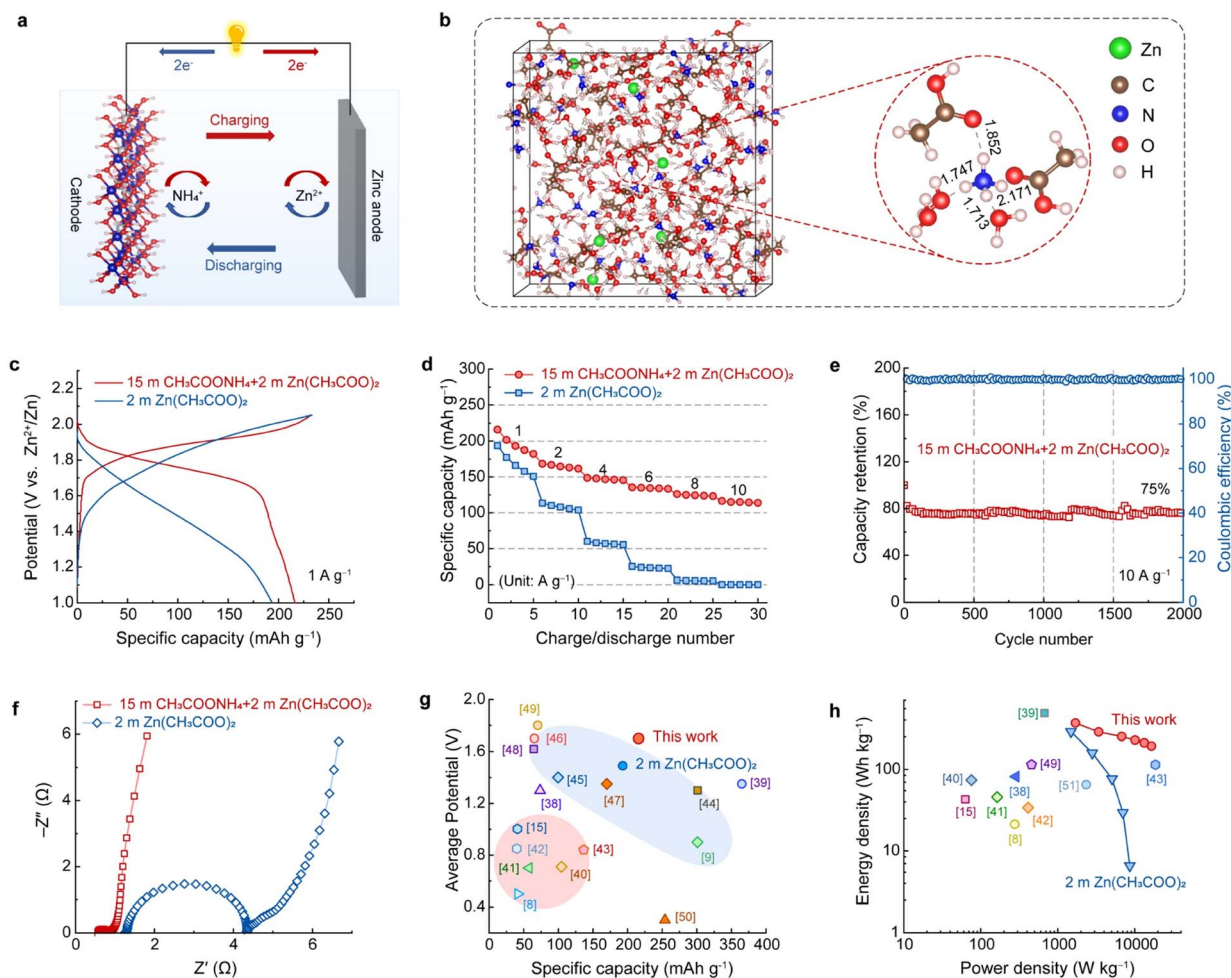 a
2e-
2e-
Charging
Cathode
NH₄⁺
Zn²⁺
Zinc anode
Discharging
b
1.852
1.747
2.171
1.713
Zn
C
N
O
H
c
15 m CH₃COONH₄+2 m Zn(CH₃COO)₂
2 m Zn(CH₃COO)₂
Potential (V vs. Zn²⁺/Zn)
2.2
2.0
1.8
1.6
1.4
1.2
1.0
1 A g⁻¹
0 50 100 150 200 250
Specific capacity (mAh g⁻¹)
d
15 m CH₃COONH₄+2 m Zn(CH₃COO)₂
2 m Zn(CH₃COO)₂
Specific capacity (mAh g⁻¹)
300
250
200
150
100
50
0
1
2
4
6
8
10
(Unit: A g⁻¹)
0 5 10 15 20 25 30
Charge/discharge number
e
Capacity retention (%)
200
160
120
80
40
0
15 m CH₃COONH₄+2 m Zn(CH₃COO)₂
75%
10 A g⁻¹
0 500 1000 1500 2000
Cycle number
100
80
60
40
20
0
Coulombic efficiency (%)
f
15 m CH₃COONH₄+2 m Zn(CH₃COO)₂
2 m Zn(CH₃COO)₂
–Z″ (Ω)
6
4
2
0
0 2 4 6
Z′ (Ω)
g
Average Potential (V)
2.0
1.6
1.2
0.8
0.4
[49]
[46]
This work
[48]
2 m Zn(CH₃COO)₂
[45]
[47]
[39]
[38]
[44]
[15]
[42]
[43]
[9]
[41]
[40]
[8]
[50]
0 50 100 150 200 250 300 350 400
Specific capacity (mAh g⁻¹)
h
Energy density (Wh kg⁻¹)
100
10
1
[39]
This work
[49]
[43]
[40]
[38]
[51]
[15]
[41]
[42]
[8]
2 m Zn(CH₃COO)₂
10 100 1000 10000
Power density (W kg⁻¹)